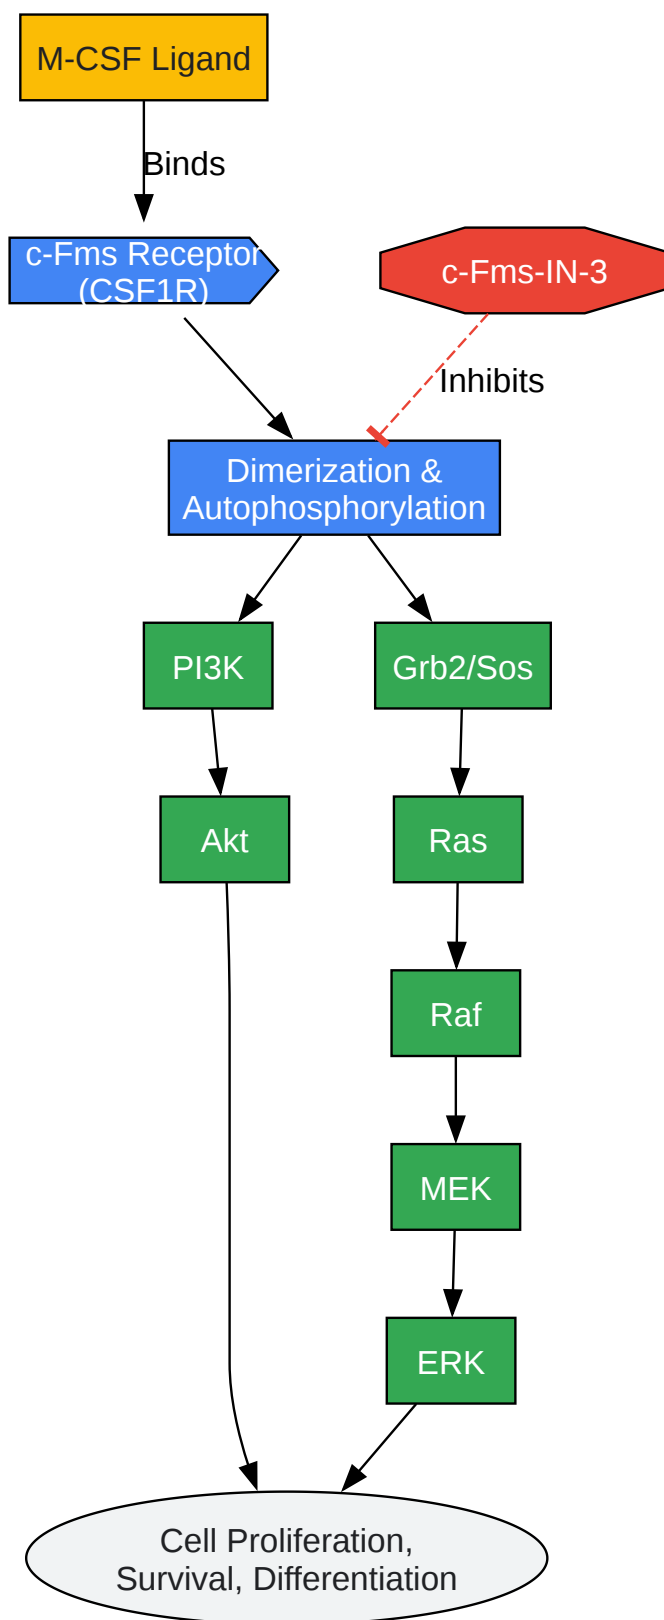 M-CSF Ligand
Binds
c-Fms Receptor
(CSF1R)
c-Fms-IN-3
Inhibits
Dimerization &
Autophosphorylation
PI3K
Grb2/Sos
Akt
Ras
Raf
MEK
ERK
Cell Proliferation,
Survival, Differentiation